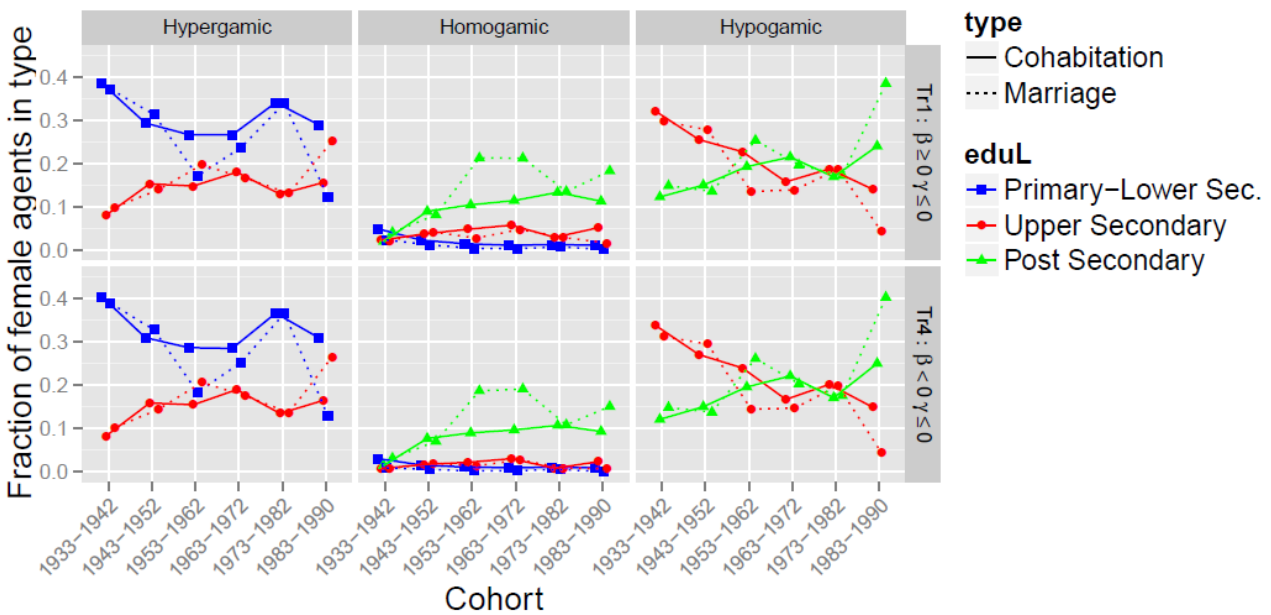 Hypergamic
Homogamic
Hypogamic
Fraction of female agents in type
0.4
0.3
0.2
0.1
0.0
Tr1 : β ≥ 0 γ ≤ 0
0.4
0.3
0.2
0.1
0.0
Tr4 : β < 0 γ ≤ 0
1933−1942
1943−1952
1953−1962
1963−1972
1973−1982
1983−1990
1933−1942
1943−1952
1953−1962
1963−1972
1973−1982
1983−1990
1933−1942
1943−1952
1953−1962
1963−1972
1973−1982
1983−1990
Cohort
type
Cohabitation
Marriage
eduL
Primary−Lower Sec.
Upper Secondary
Post Secondary